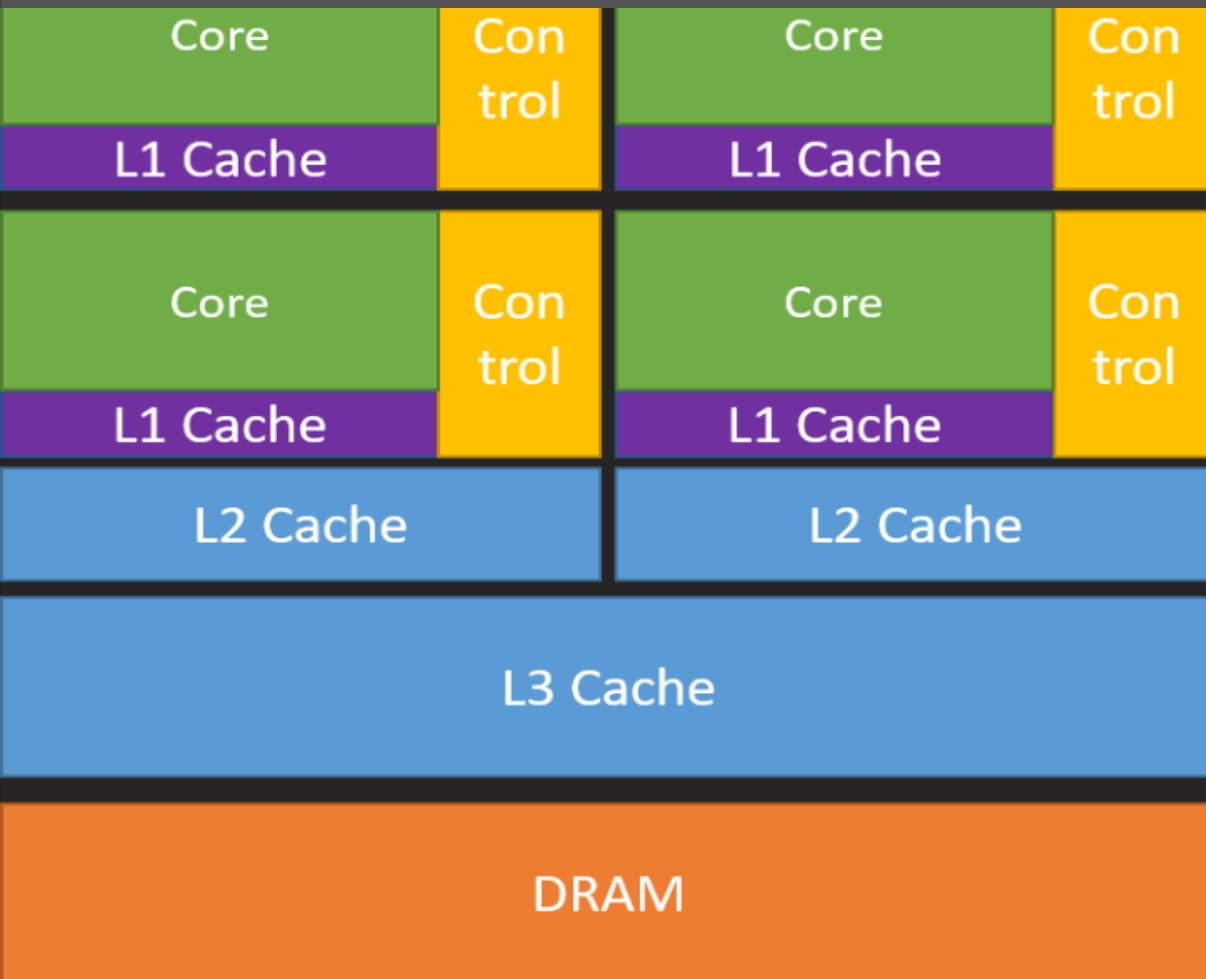 Core
Con
trol
Core
Con
trol
L1 Cache
L1 Cache
Core
Con
trol
Core
Con
trol
L1 Cache
L1 Cache
L2 Cache
L2 Cache
L3 Cache
DRAM